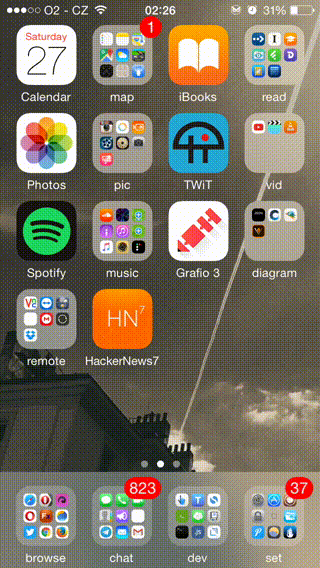 O2 - CZ 02:26 31%
1
Saturday
27
Calendar map iBooks read
Photos pic TWiT vid
Spotify music Grafio 3 diagram
HN7
remote HackerNews7
823 37
browse chat dev set